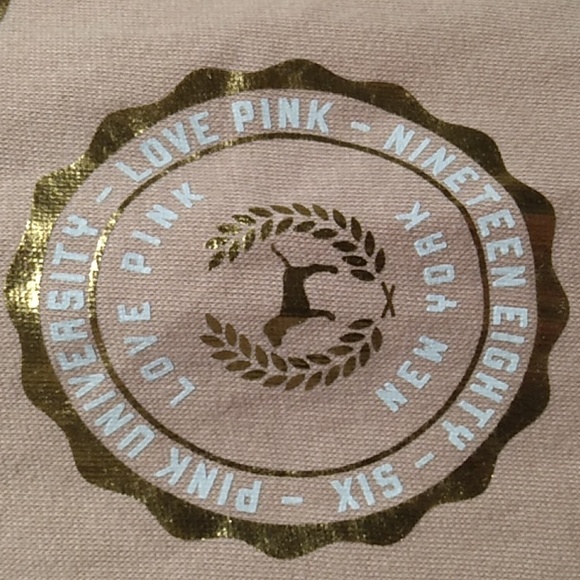 LOVE PINK - NINETEEN EIGHTY - SIX - PINK UNIVERSITY -
LOVE PINK
NEW YORK